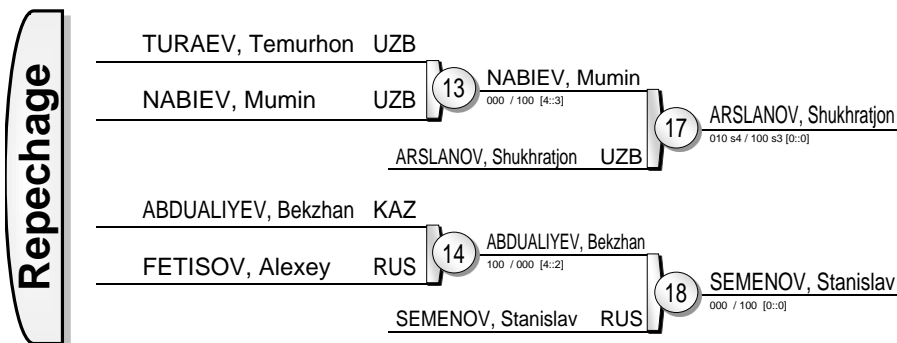 Repechage
TURAEV, Temurhon UZB
NABIEV, Mumin UZB
13
NABIEV, Mumin
000 / 100 [4::3]
ARSLANOV, Shukhratjon UZB
17
ARSLANOV, Shukhratjon
010 s4 / 100 s3 [0::0]
ABDUALIYEV, Bekzhan KAZ
FETISOV, Alexey RUS
14
ABDUALIYEV, Bekzhan
100 / 000 [4::2]
SEMENOV, Stanislav RUS
18
SEMENOV, Stanislav
000 / 100 [0::0]